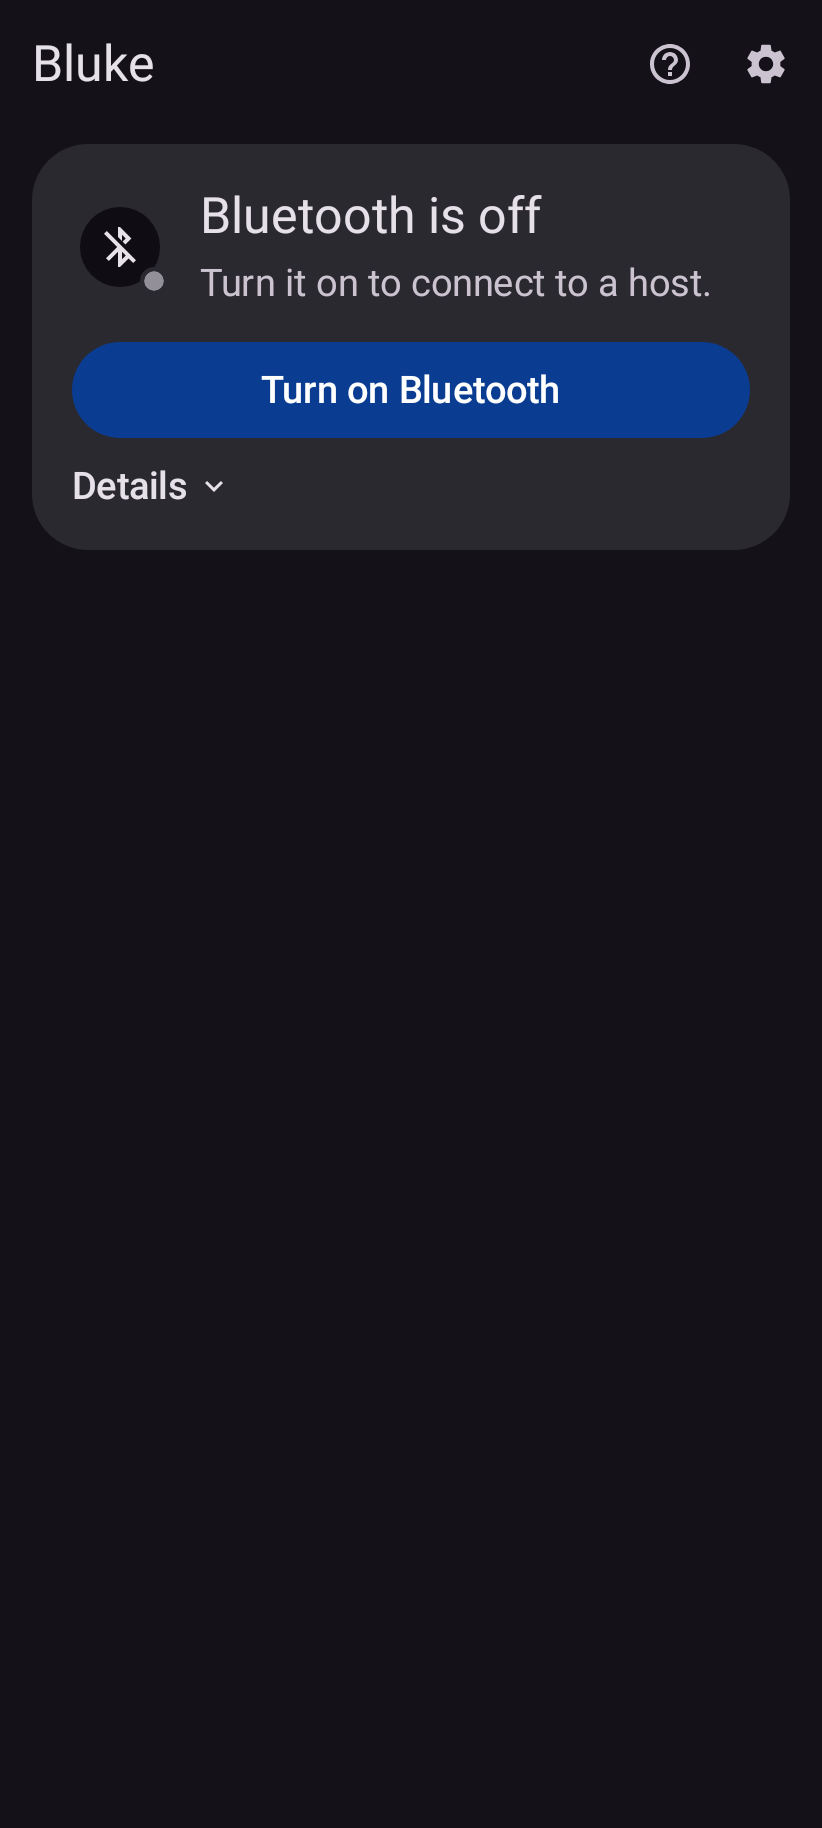 Bluke
Bluetooth is off
Turn it on to connect to a host.
Turn on Bluetooth
Details